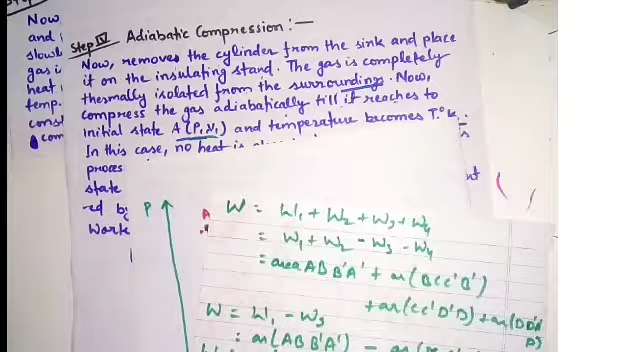 Now
and
slowl
gas i
heat
temp.
const
com
Step IV Adiabatic Compression :—
Now, removes the cylinder from the sink and place
it on the insulating stand. The gas is completely
thermally isolated from the surroundings. Now,
compress the gas adiabatically till it reaches to
initial state A (P₁, V₁) and temperature becomes T₁°K.
In this case, no heat is
proces
state
-ed by
Work
P
A
W = W₁ + W₂ + W₃ + W₄
= W₁ + W₂ - W₃ - W₄
= area ABB'A' + ar(BCC'B')
+ ar(CC'D'D) + ar(DD'A
W = W₁ - W₃
= ar(ABB'A') -